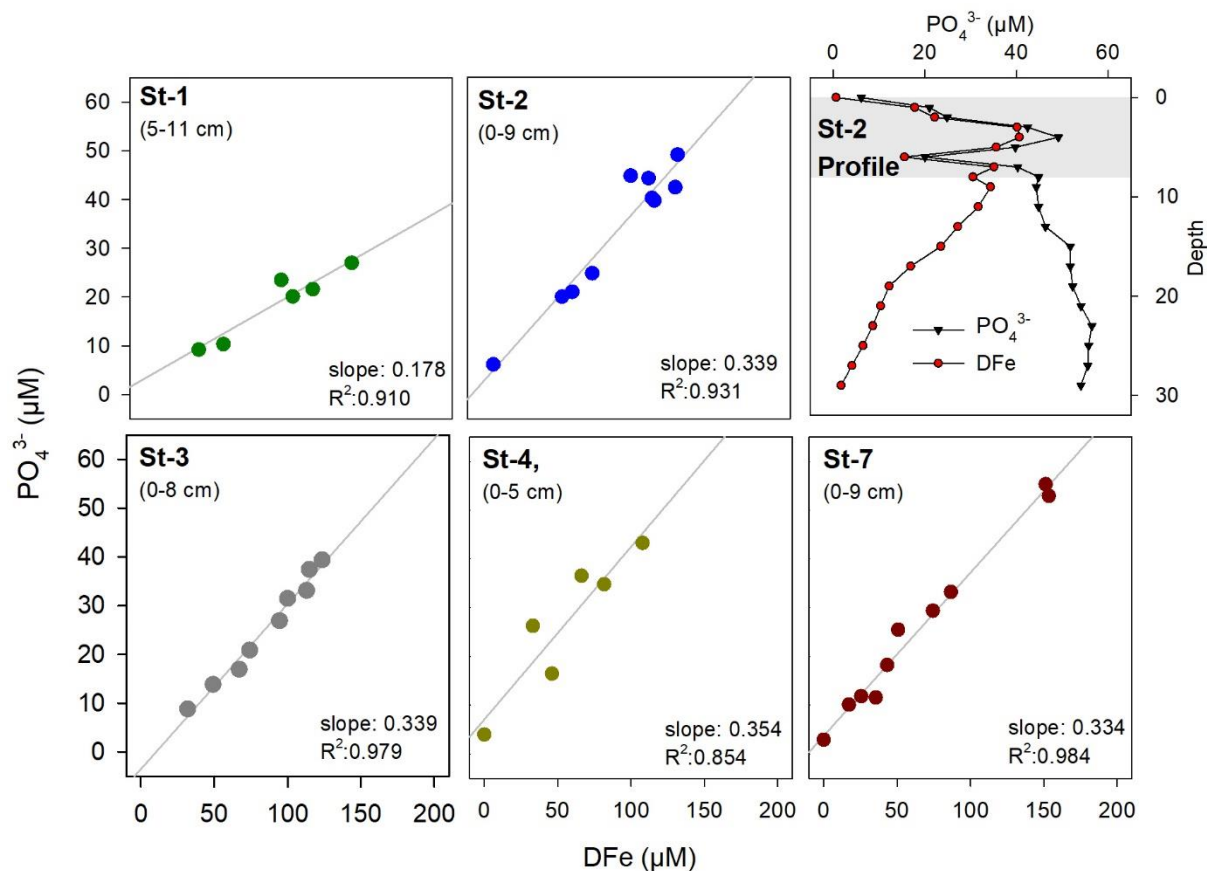 PO₄³⁻ (µM)
0 20 40 60
St-1
(5-11 cm)
St-2
(0-9 cm)
St-2
Profile
60
50
40
30
20
10
0
0
10
20
30
Depth
PO₄³⁻
DFe
slope: 0.178
R²:0.910
slope: 0.339
R²:0.931
PO₄³⁻ (µM)
St-3
(0-8 cm)
St-4,
(0-5 cm)
St-7
(0-9 cm)
60
50
40
30
20
10
0
slope: 0.339
R²:0.979
slope: 0.354
R²:0.854
slope: 0.334
R²:0.984
0 50 100 150 200
0 50 100 150 200
0 50 100 150 200
DFe (µM)